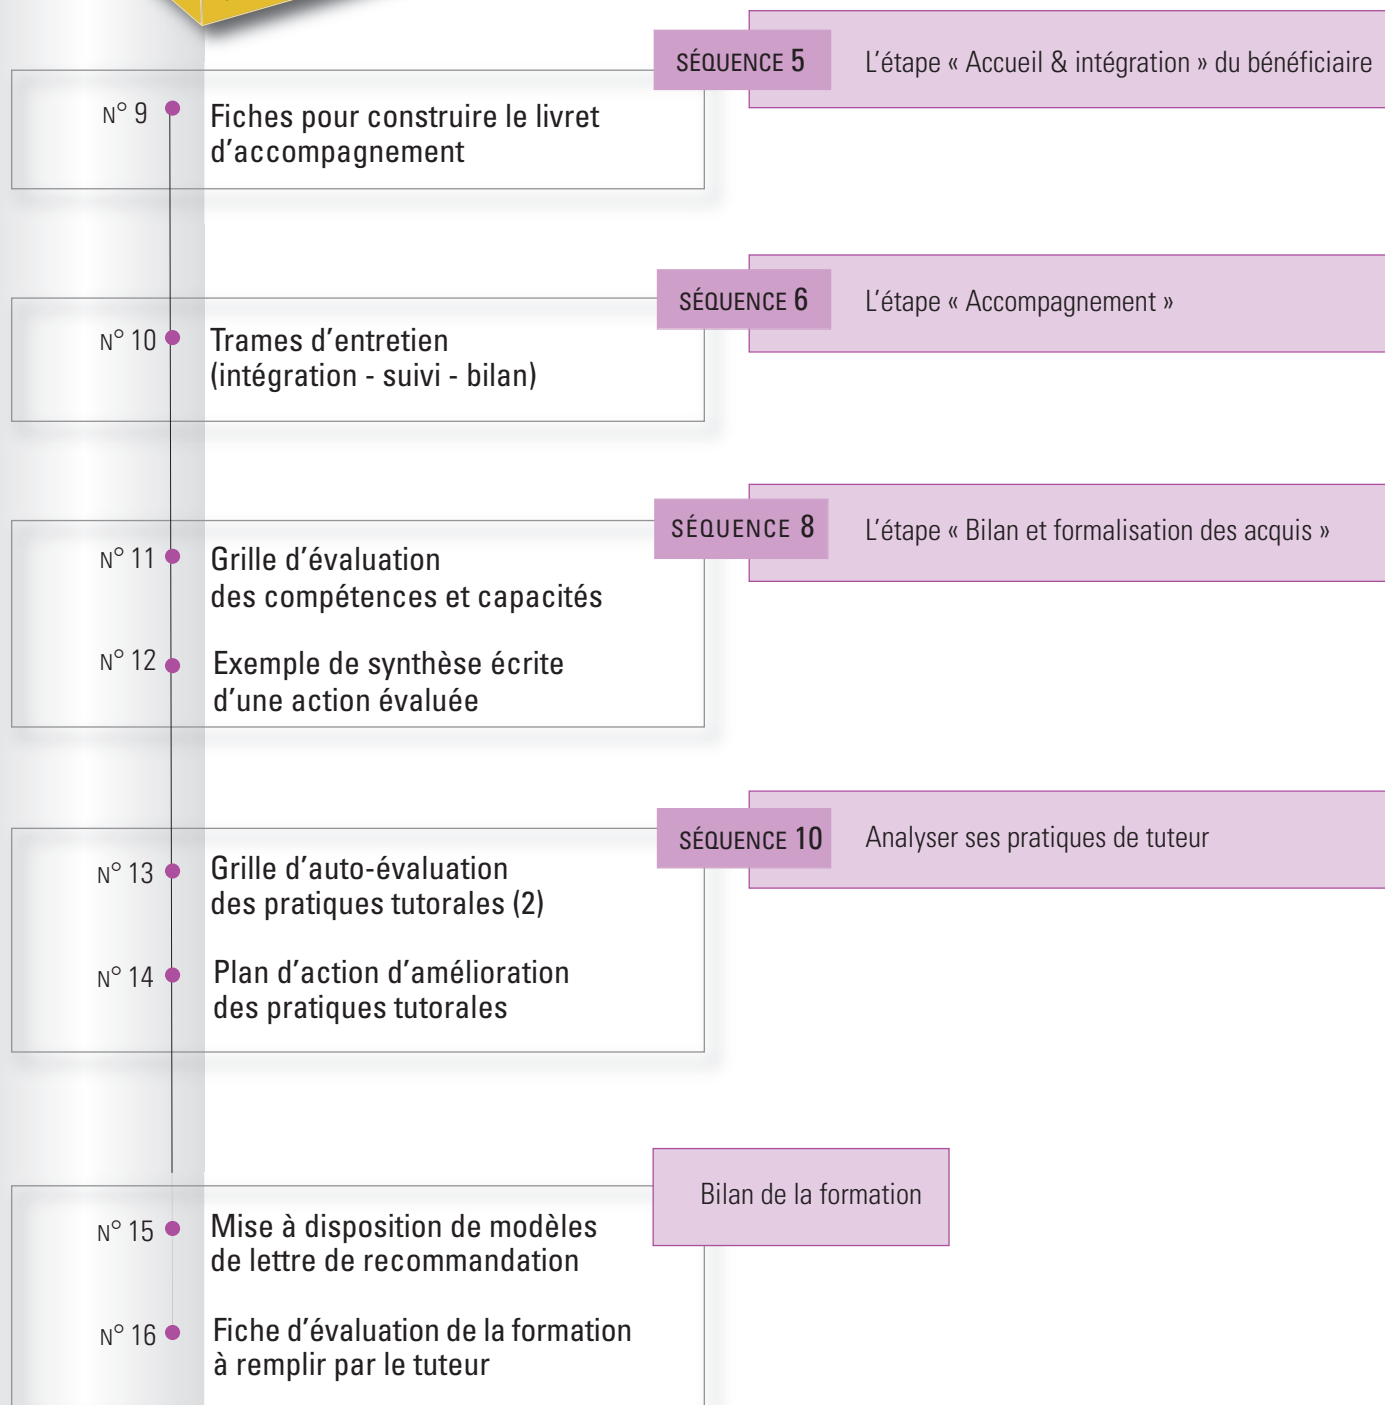 SÉQUENCE 5
L’étape « Accueil & intégration » du bénéficiaire
N° 9
Fiches pour construire le livret
d’accompagnement
SÉQUENCE 6
L’étape « Accompagnement »
N° 10
Trames d’entretien
(intégration - suivi - bilan)
SÉQUENCE 8
L’étape « Bilan et formalisation des acquis »
N° 11
Grille d’évaluation
des compétences et capacités
N° 12
Exemple de synthèse écrite
d’une action évaluée
SÉQUENCE 10
Analyser ses pratiques de tuteur
N° 13
Grille d’auto-évaluation
des pratiques tutorales (2)
N° 14
Plan d’action d’amélioration
des pratiques tutorales
Bilan de la formation
N° 15
Mise à disposition de modèles
de lettre de recommandation
N° 16
Fiche d’évaluation de la formation
à remplir par le tuteur